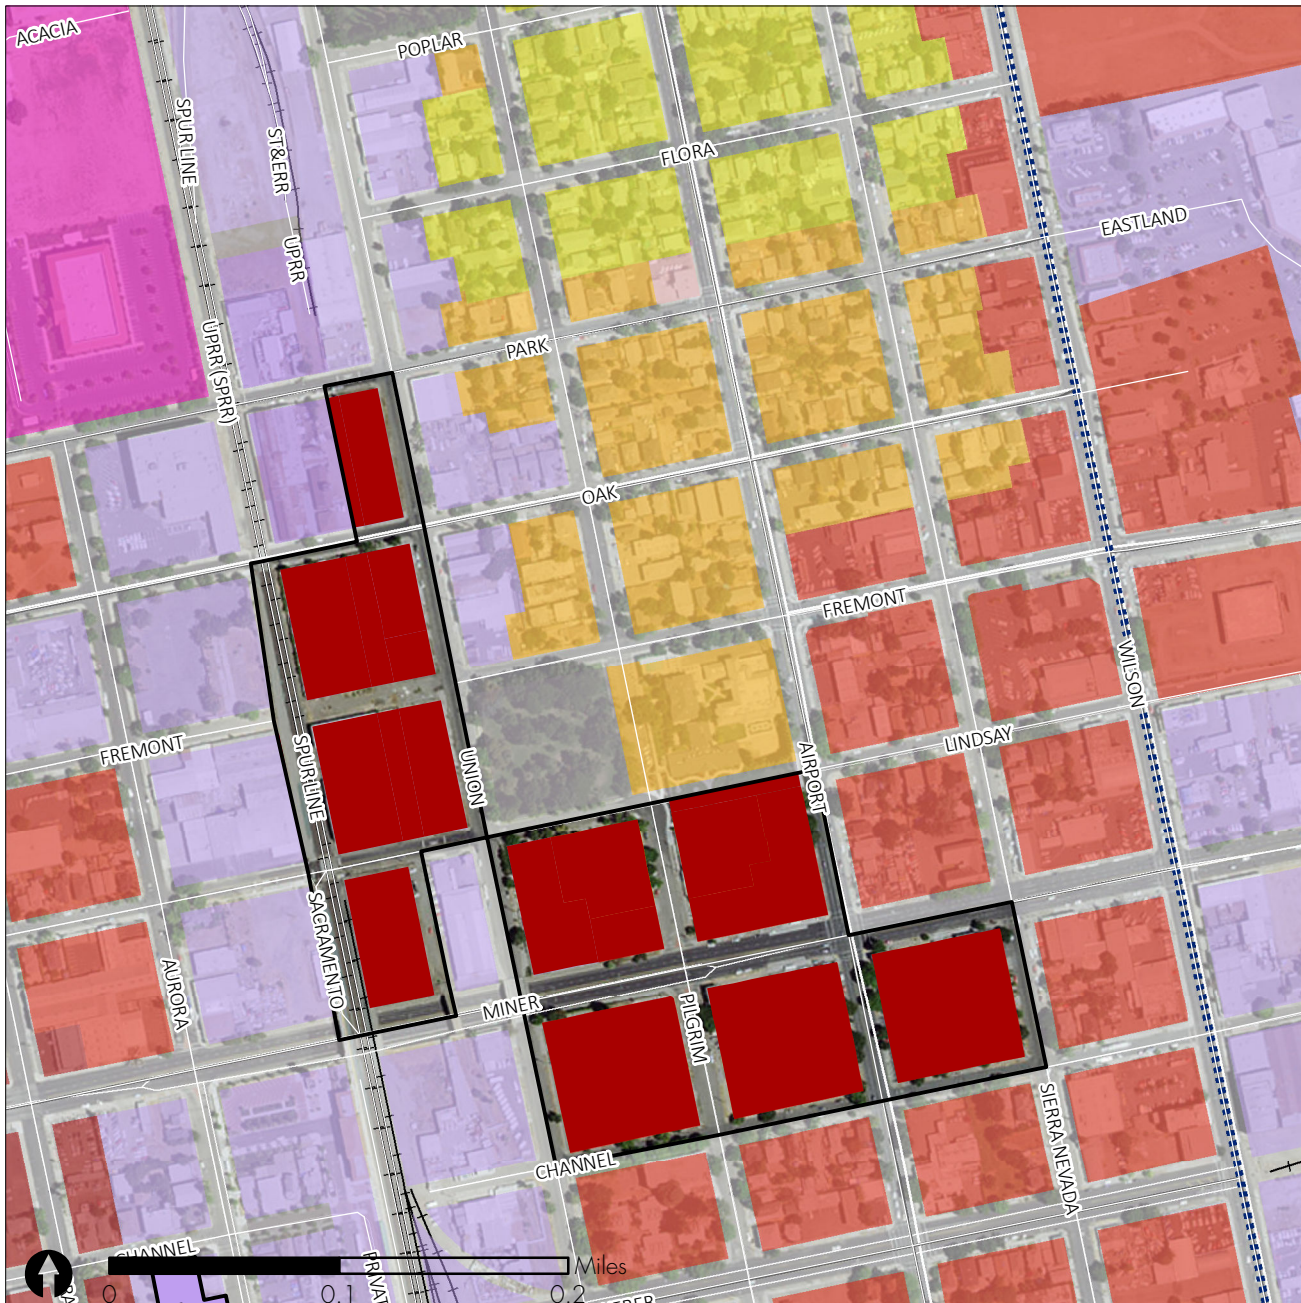 ACACIA
POPLAR
SPUR LINE
ST&ERR
FLORA
EASTLAND
UPRR
UPRR (SPRR)
PARK
OAK
FREMONT
WILSON
LINDSAY
FREMONT
SPUR LINE
UNION
AIRPORT
SACRAMENTO
AURORA
MINER
PILGRIM
SIERRA NEVADA
CHANNEL
CHANNEL
PRIVAT
Miles
0 0.1 0.2